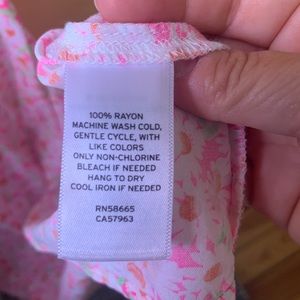 100% RAYON
MACHINE WASH COLD,
GENTLE CYCLE, WITH
LIKE COLORS
ONLY NON-CHLORINE
BLEACH IF NEEDED
HANG TO DRY
COOL IRON IF NEEDED
RN58665
CA57963